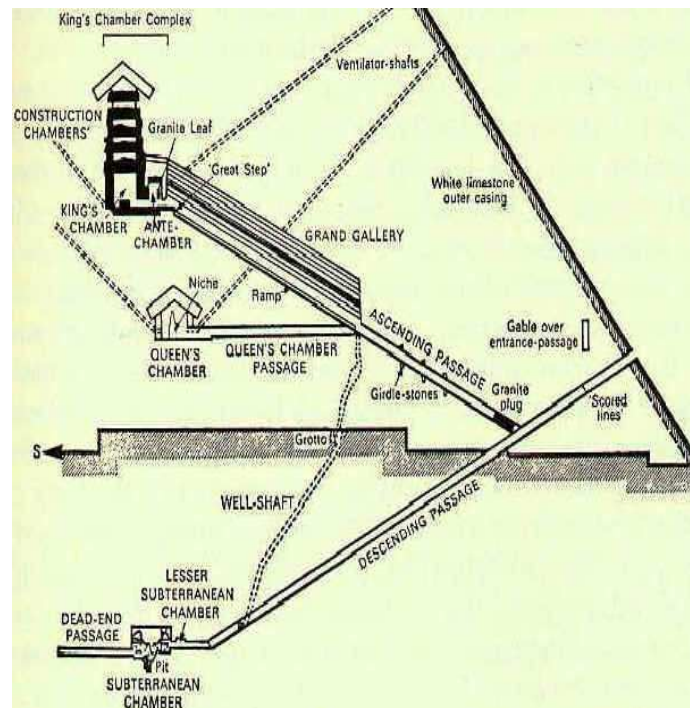 King's Chamber Complex
Ventilator-shafts
CONSTRUCTION
CHAMBERS'
Granite Leaf
'Great Step'
White limestone
outer casing
KING'S
CHAMBER
ANTE-
CHAMBER
GRAND GALLERY
Niche
Ramp
ASCENDING PASSAGE
Gable over
entrance-passage
QUEEN'S
CHAMBER
QUEEN'S CHAMBER
PASSAGE
Girdle-stones
Granite
plug
'Scored
lines'
Grotto
S
WELL-SHAFT
DESCENDING PASSAGE
LESSER
SUBTERRANEAN
CHAMBER
DEAD-END
PASSAGE
Pit
SUBTERRANEAN
CHAMBER